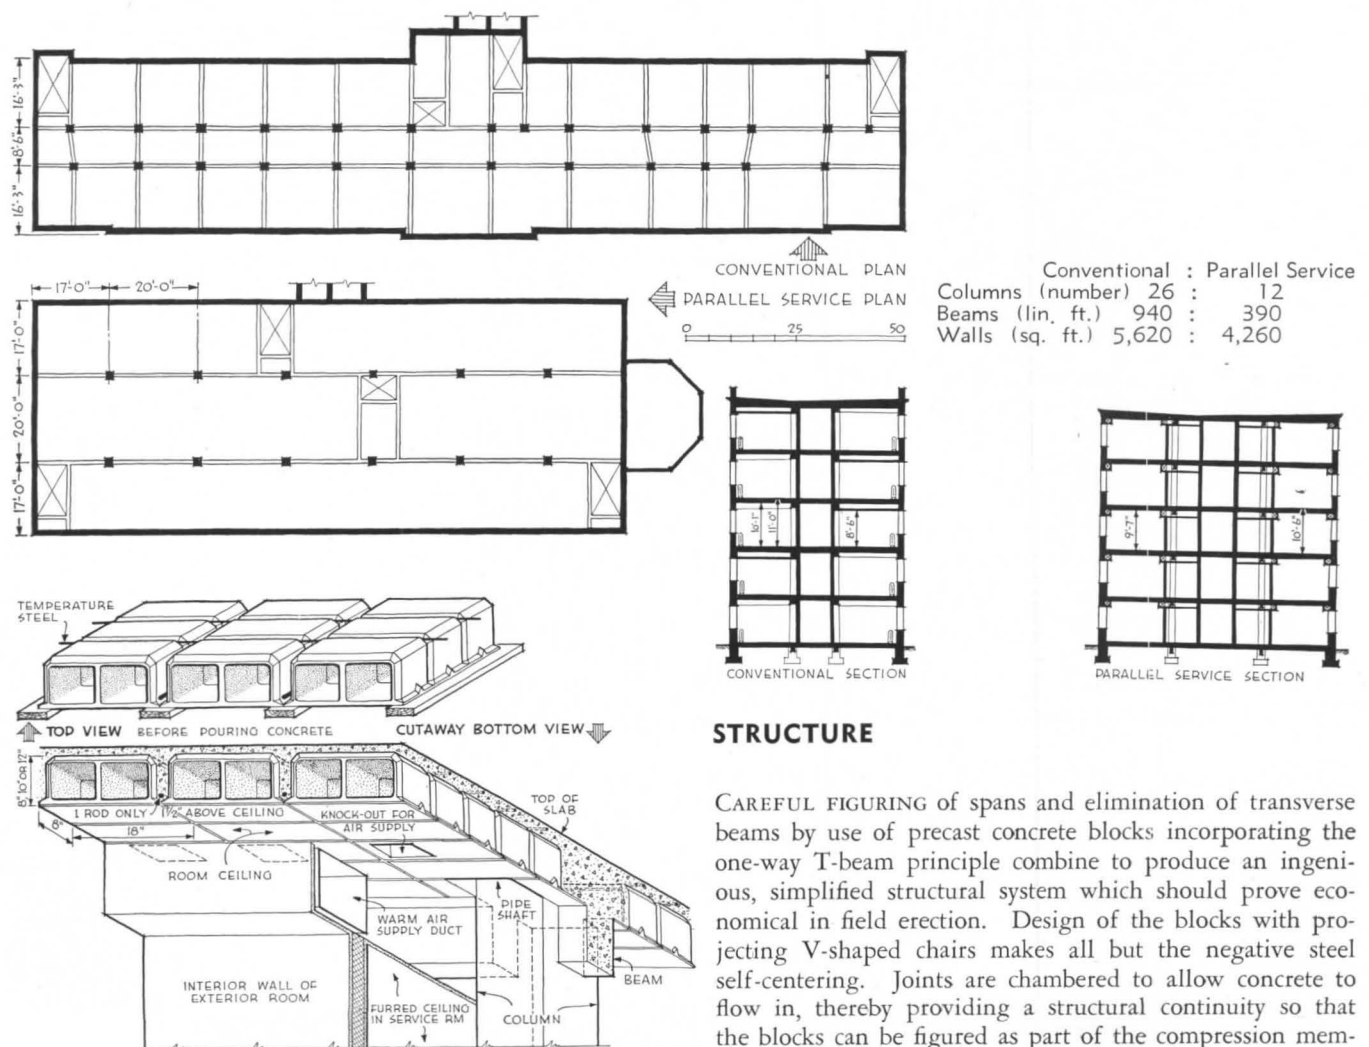 16'-3"
8'-6"
16'-3"
CONVENTIONAL PLAN
PARALLEL SERVICE PLAN
0 25 50
17'-0" 20'-0"
17'-0"
20'-0"
17'-0"
Conventional : Parallel Service
Columns (number) 26 : 12
Beams (lin. ft.) 940 : 390
Walls (sq. ft.) 5,620 : 4,260
10'-1"
11'-0"
8'-6"
CONVENTIONAL SECTION
9'-7"
10'-6"
PARALLEL SERVICE SECTION
TEMPERATURE
STEEL
TOP VIEW BEFORE POURING CONCRETE
CUTAWAY BOTTOM VIEW
8" 10" OR 12"
1 ROD ONLY 1½" ABOVE CEILING
8"
18"
KNOCK-OUT FOR
AIR SUPPLY
TOP OF
SLAB
ROOM CEILING
WARM AIR
SUPPLY DUCT
PIPE
SHAFT
BEAM
INTERIOR WALL OF
EXTERIOR ROOM
FURRED CEILING
IN SERVICE RM
COLUMN
STRUCTURE
CAREFUL FIGURING of spans and elimination of transverse
beams by use of precast concrete blocks incorporating the
one-way T-beam principle combine to produce an ingeni-
ous, simplified structural system which should prove eco-
nomical in field erection. Design of the blocks with pro-
jecting V-shaped chairs makes all but the negative steel
self-centering. Joints are chambered to allow concrete to
flow in, thereby providing a structural continuity so that
the blocks can be figured as part of the compression mem-